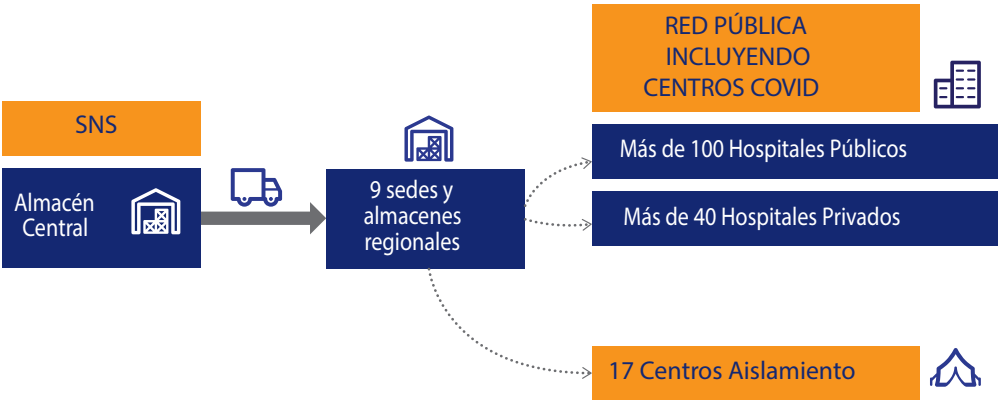 SNS
Almacén
Central
9 sedes y
almacenes
regionales
RED PÚBLICA
INCLUYENDO
CENTROS COVID
Más de 100 Hospitales Públicos
Más de 40 Hospitales Privados
17 Centros Aislamiento